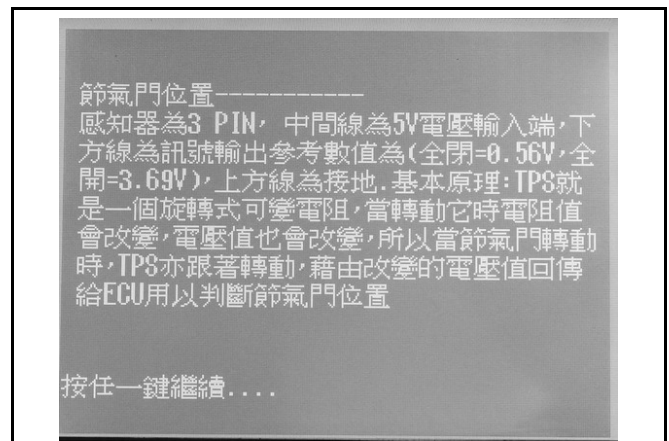 節氣門位置-----------
感知器為3 PIN, 中間線為5V電壓輸入端,下
方線為訊號輸出參考數值為(全閉=0.56V,全
開=3.69V),上方線為接地.基本原理:TPS就
是一個旋轉式可變電阻,當轉動它時電阻值
會改變,電壓值也會改變,所以當節氣門轉動
時,TPS亦跟著轉動,藉由改變的電壓值回傳
給ECU用以判斷節氣門位置
按任一鍵繼續....